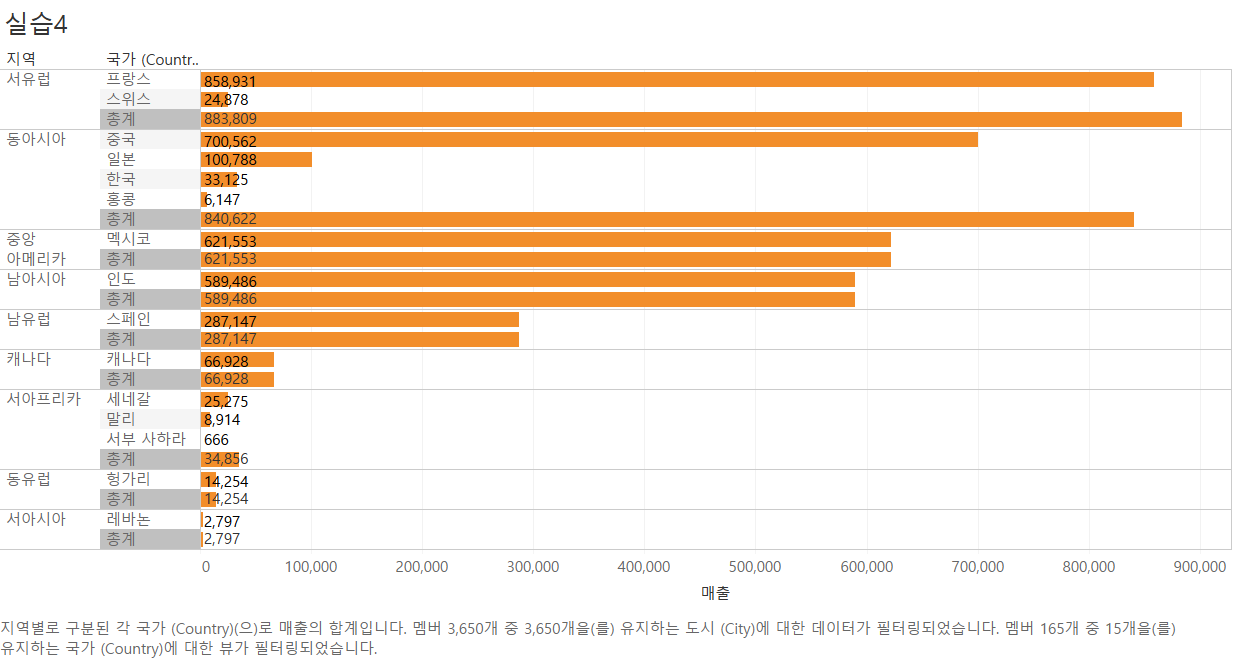 실습4
지역 국가 (Countr..
서유럽 프랑스 858,931
스위스 24,878
총계 883,809
동아시아 중국 700,562
일본 100,788
한국 33,125
홍콩 6,147
총계 840,622
중앙 멕시코 621,553
아메리카 총계 621,553
남아시아 인도 589,486
총계 589,486
남유럽 스페인 287,147
총계 287,147
캐나다 캐나다 66,928
총계 66,928
서아프리카 세네갈 25,275
말리 8,914
서부 사하라 666
총계 34,856
동유럽 헝가리 14,254
총계 14,254
서아시아 레바논 2,797
총계 2,797
0 100,000 200,000 300,000 400,000 500,000 600,000 700,000 800,000 900,000
매출
지역별로 구분된 각 국가 (Country)(으)로 매출의 합계입니다. 멤버 3,650개 중 3,650개을(를) 유지하는 도시 (City)에 대한 데이터가 필터링되었습니다. 멤버 165개 중 15개을(를)
유지하는 국가 (Country)에 대한 뷰가 필터링되었습니다.